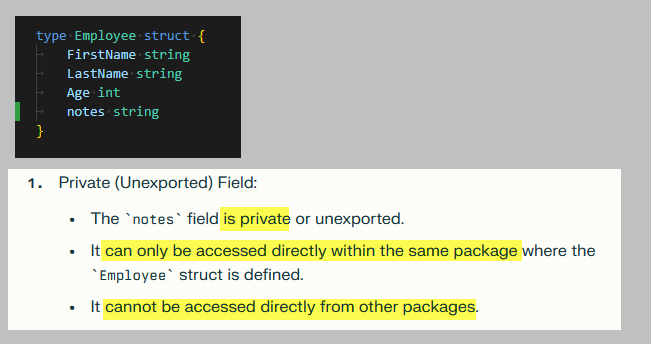 type Employee struct {
FirstName string
LastName string
Age int
notes string
}
1. Private (Unexported) Field:
• The `notes` field is private or unexported.
• It can only be accessed directly within the same package where the
`Employee` struct is defined.
• It cannot be accessed directly from other packages.